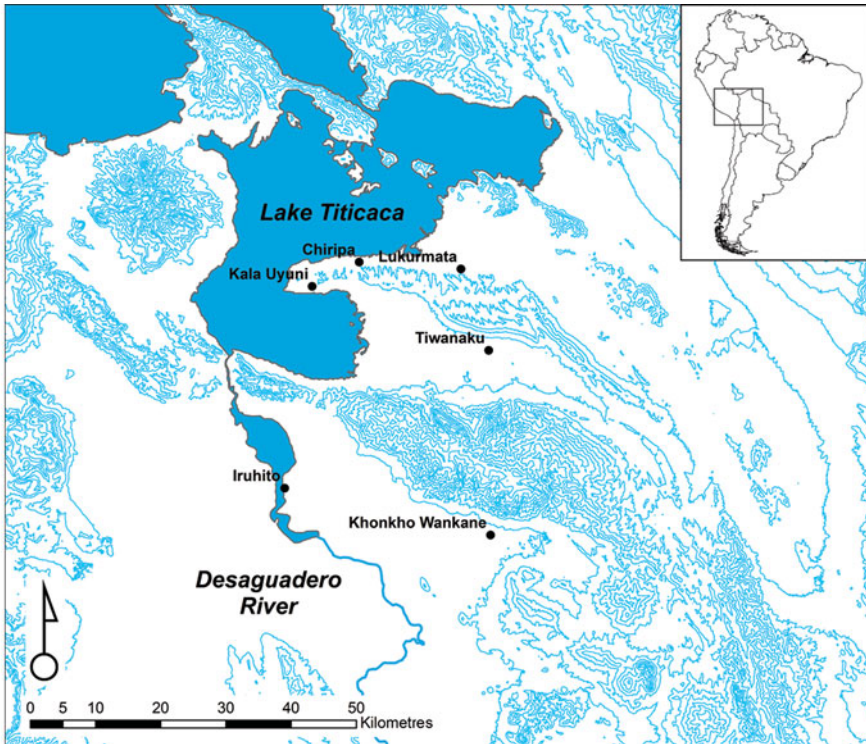 Lake Titicaca
Chiripa
Lukurmata
Kala Uyuni
Tiwanaku
Iruhito
Khonkho Wankane
Desaguadero
River
0 5 10 20 30 40 50
Kilometres